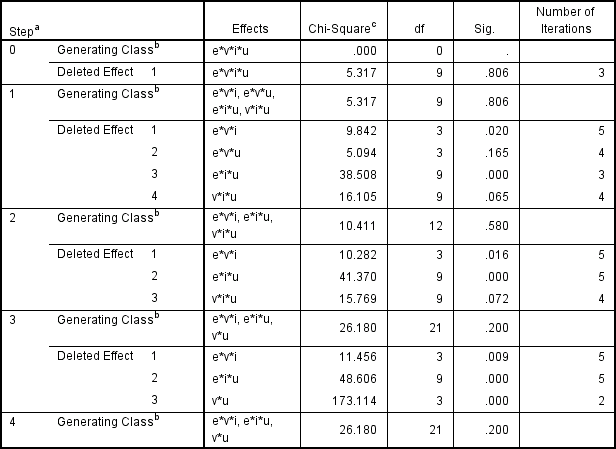 Step^a Effects Chi-Square^c df Sig. Number of Iterations
0 Generating Class^b e*v*i*u .000 0 .
Deleted Effect 1 e*v*i*u 5.317 9 .806 3
1 Generating Class^b e*v*i, e*v*u, e*i*u, v*i*u 5.317 9 .806
Deleted Effect 1 e*v*i 9.842 3 .020 5
2 e*v*u 5.094 3 .165 4
3 e*i*u 38.508 9 .000 3
4 v*i*u 16.105 9 .065 4
2 Generating Class^b e*v*i, e*i*u, v*i*u 10.411 12 .580
Deleted Effect 1 e*v*i 10.282 3 .016 5
2 e*i*u 41.370 9 .000 5
3 v*i*u 15.769 9 .072 4
3 Generating Class^b e*v*i, e*i*u, v*u 26.180 21 .200
Deleted Effect 1 e*v*i 11.456 3 .009 5
2 e*i*u 48.606 9 .000 5
3 v*u 173.114 3 .000 2
4 Generating Class^b e*v*i, e*i*u, v*u 26.180 21 .200